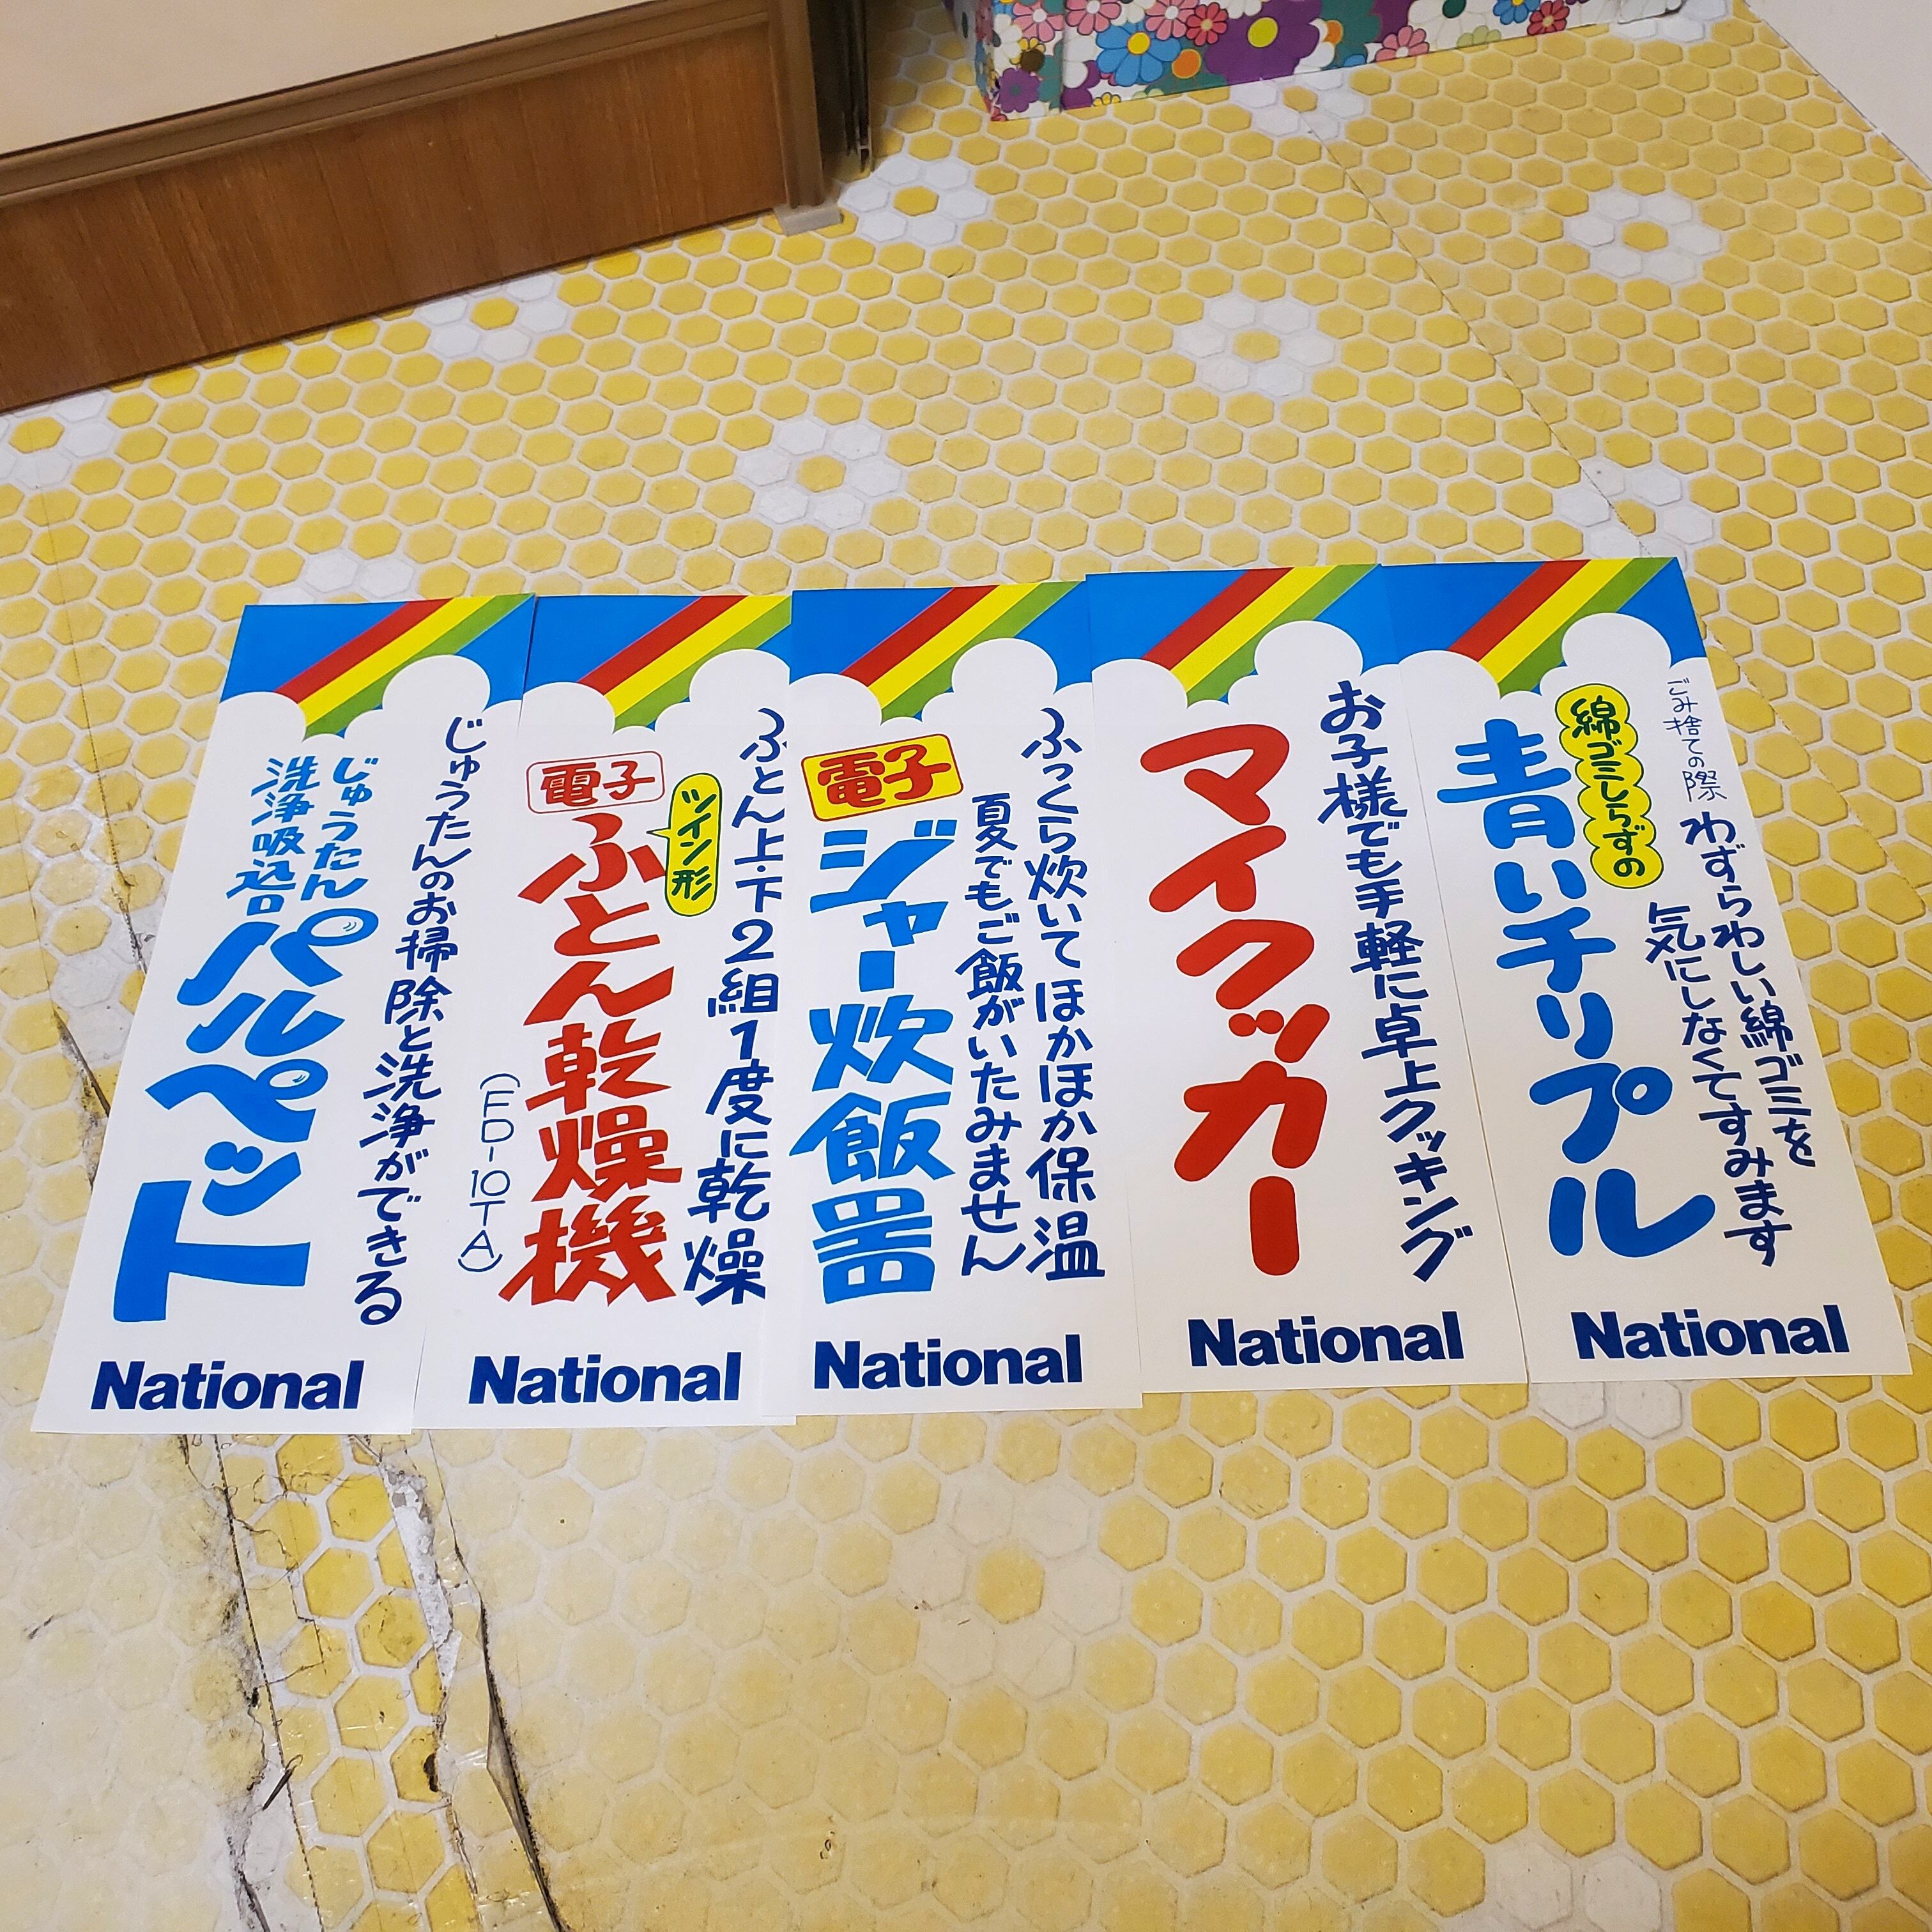 じゅうたんのお掃除と洗浄ができる
じゅうたん
洗浄吸込口
パルペッド
National
ふとん上・下2組1度に乾燥
ツイン形
電子
ふとん乾燥機
(FD-10TA)
National
ふっくら炊いてほかほか保温
夏でもご飯がいたみません
電子
ジャー炊飯器
National
お子様でも手軽に卓上クッキング
マイクッカー
National
ごみ捨ての際
わずらわしい綿ゴミを
気にしなくてすみます
綿ゴミしらずの
青いチリプル
National